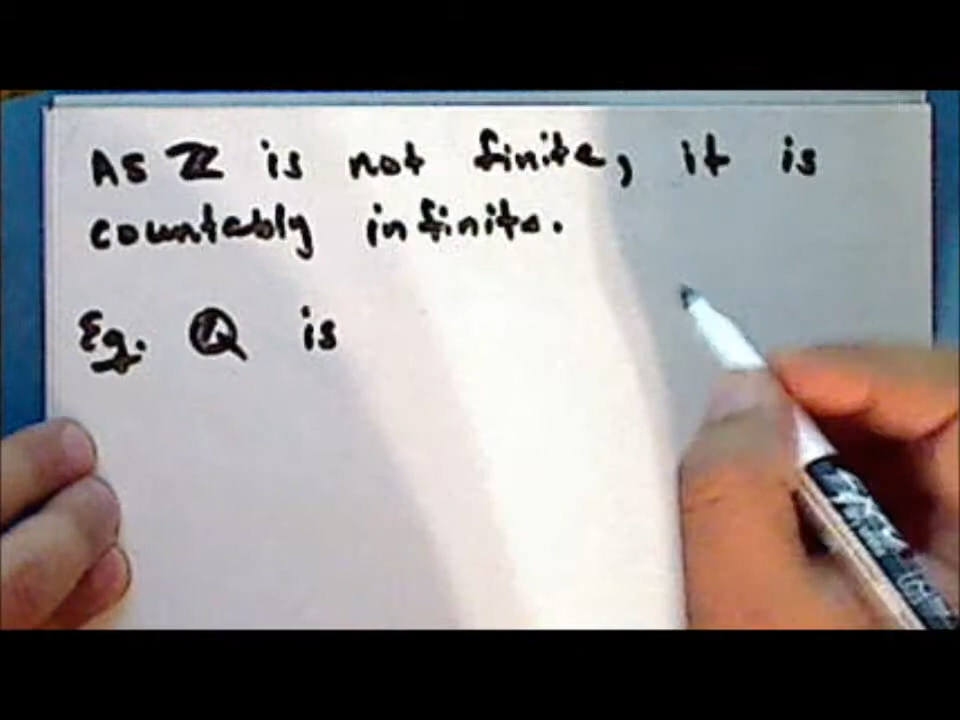 As ℤ is not finite, it is
countably infinite.
Eg. ℚ is